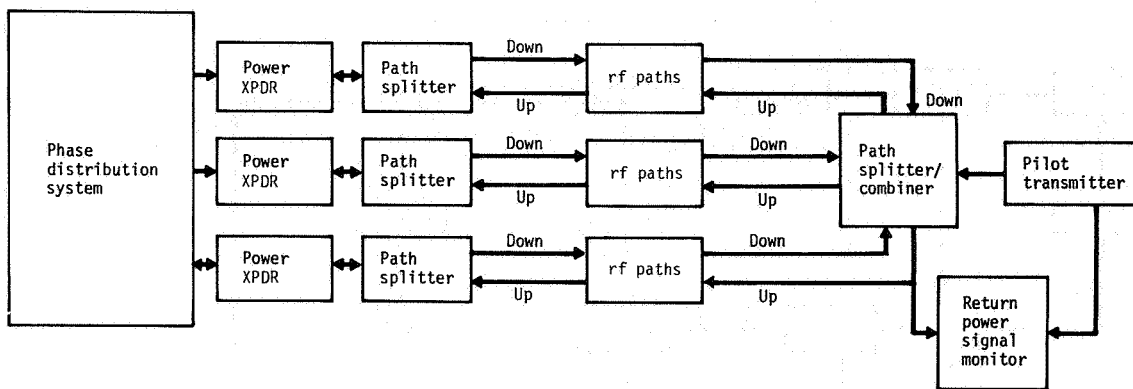 Phase
distribution
system
Power
XPDR
Path
splitter
Down
Up
rf paths
Up
Down
Power
XPDR
Path
splitter
Down
Up
rf paths
Down
Up
Power
XPDR
Path
splitter
Down
Up
rf paths
Down
Up
Path
splitter/
combiner
Pilot
transmitter
Return
power
signal
monitor